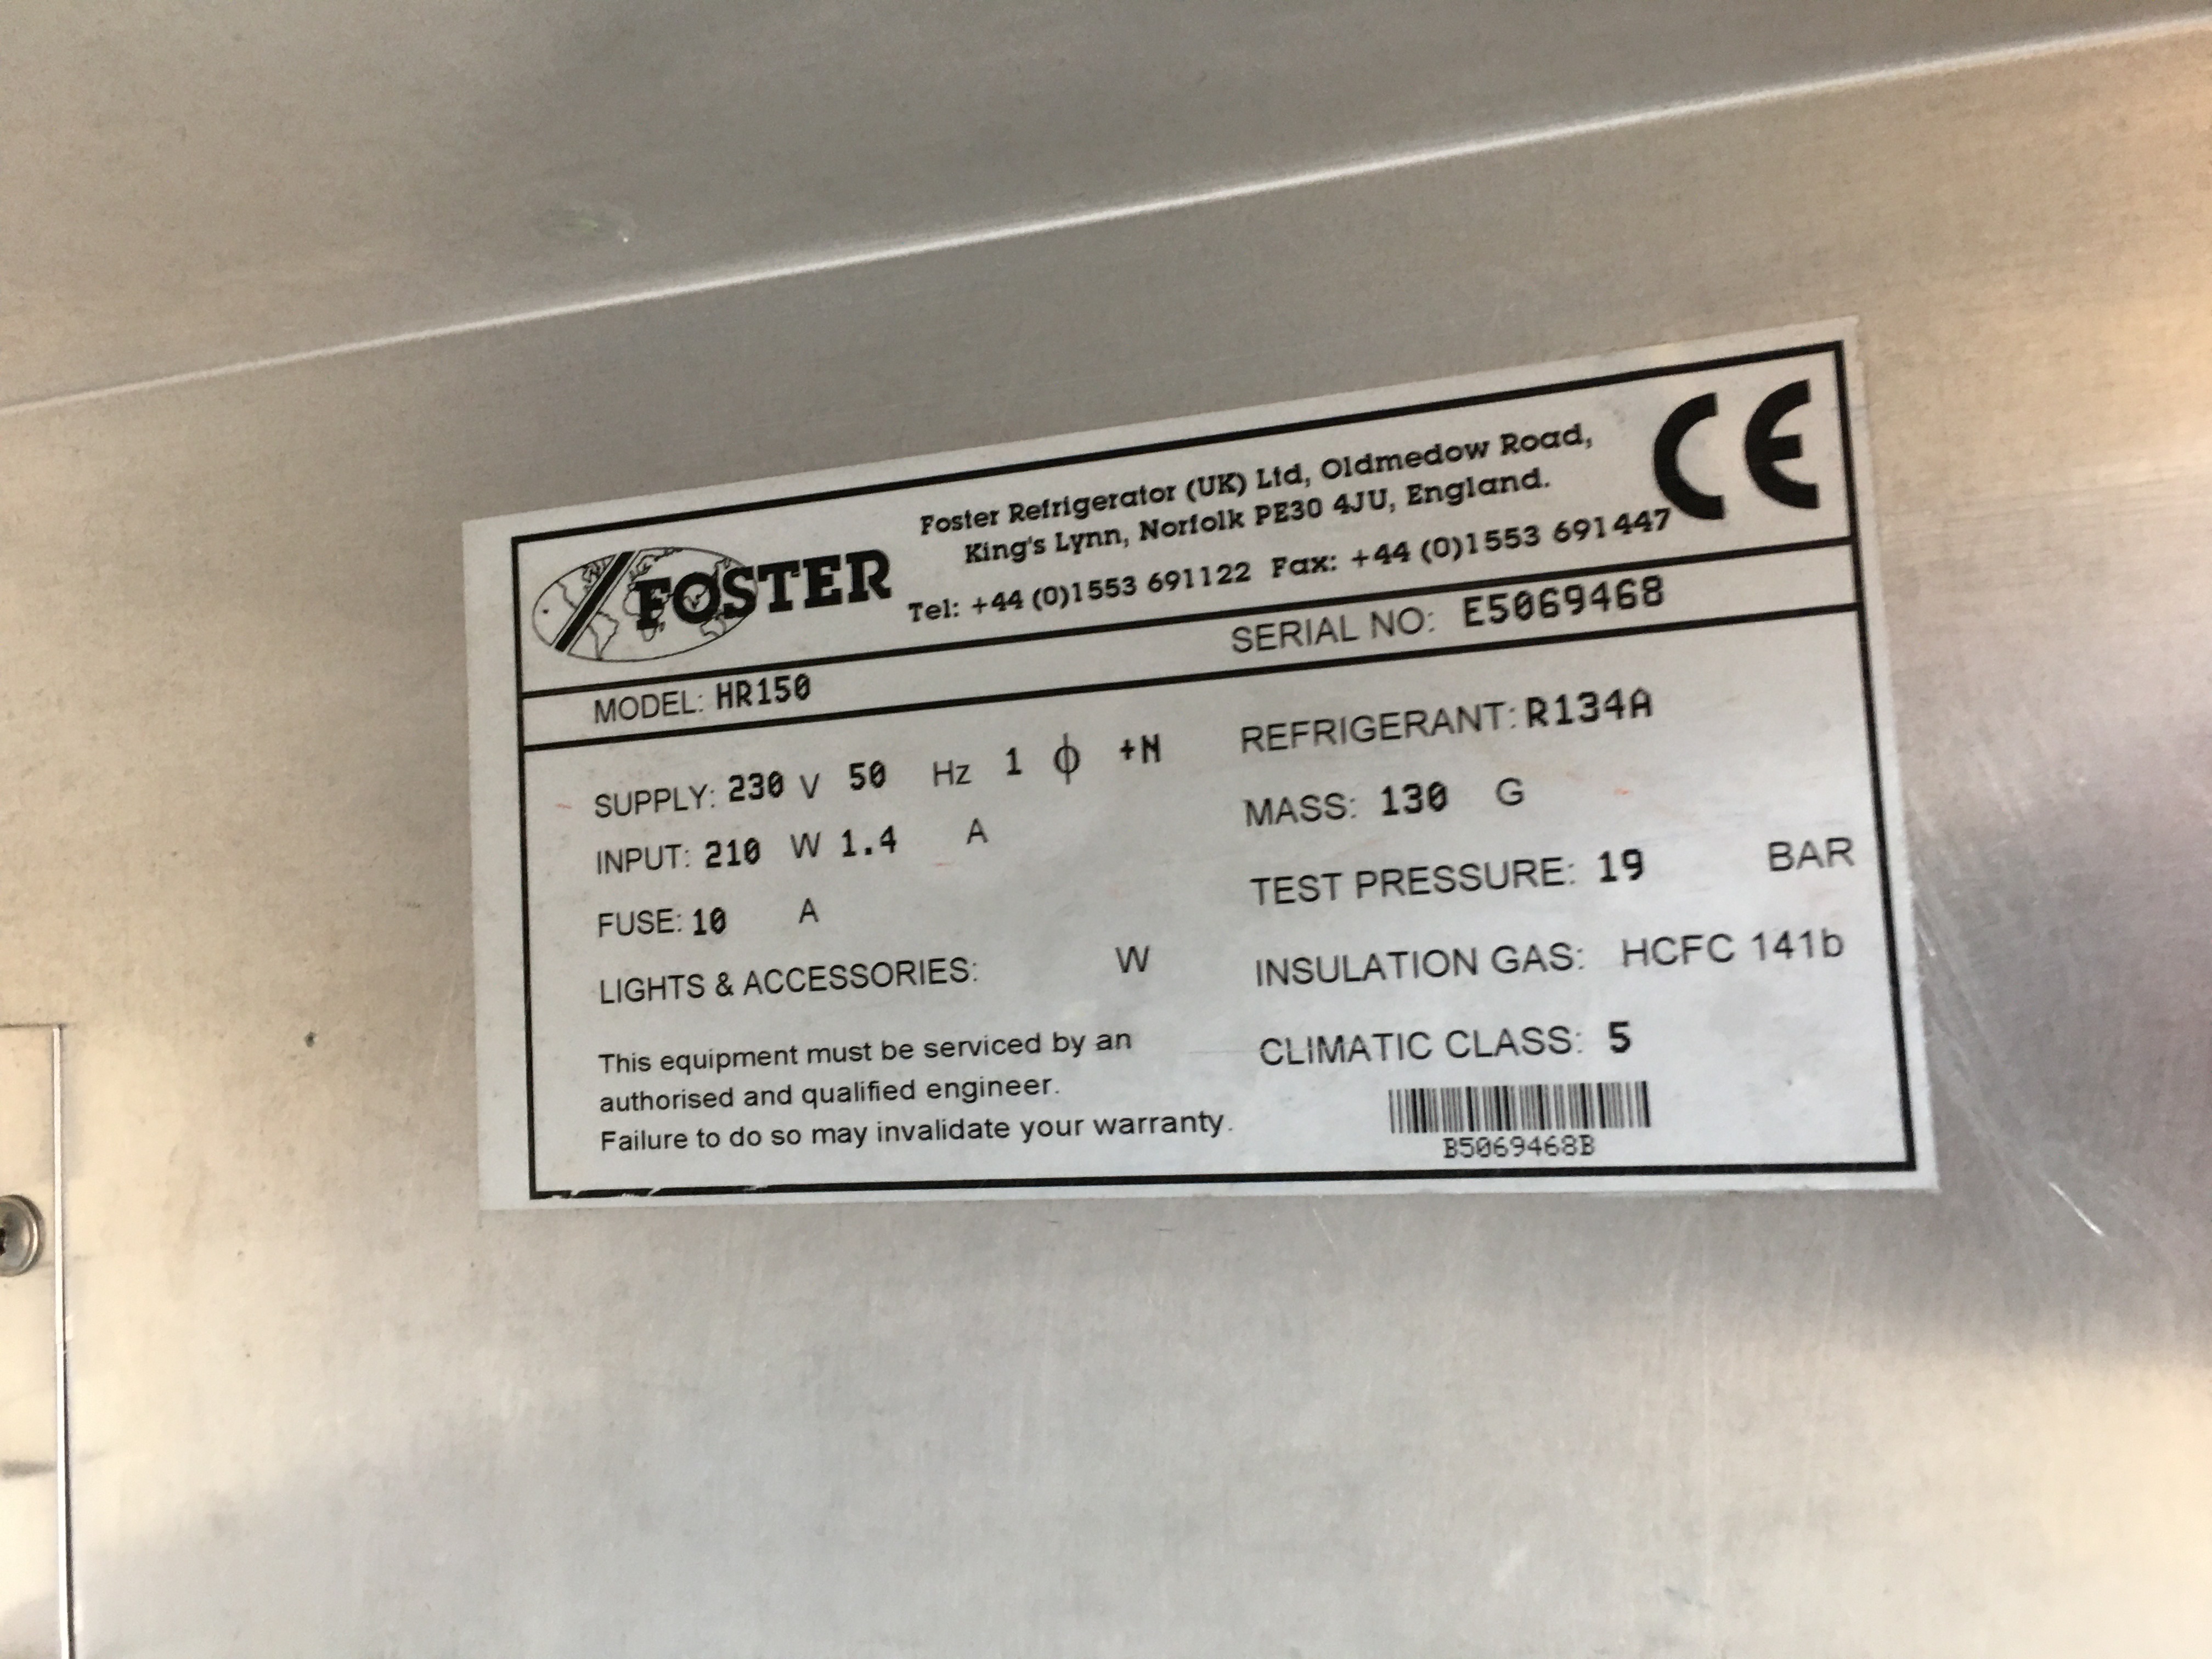 FOSTER
Foster Refrigerator (UK) Ltd, Oldmedow Road,
King's Lynn, Norfolk PE30 4JU, England.
Tel: +44 (0)1553 691122 Fax: +44 (0)1553 691447
CE
MODEL: HR150 SERIAL NO: E5069468
SUPPLY: 230 V 50 Hz 1 ϕ +N
INPUT: 210 W 1.4 A
FUSE: 10 A
LIGHTS & ACCESSORIES: W
This equipment must be serviced by an
authorised and qualified engineer.
Failure to do so may invalidate your warranty.
REFRIGERANT: R134A
MASS: 130 G
TEST PRESSURE: 19 BAR
INSULATION GAS: HCFC 141b
CLIMATIC CLASS: 5
B5069468B